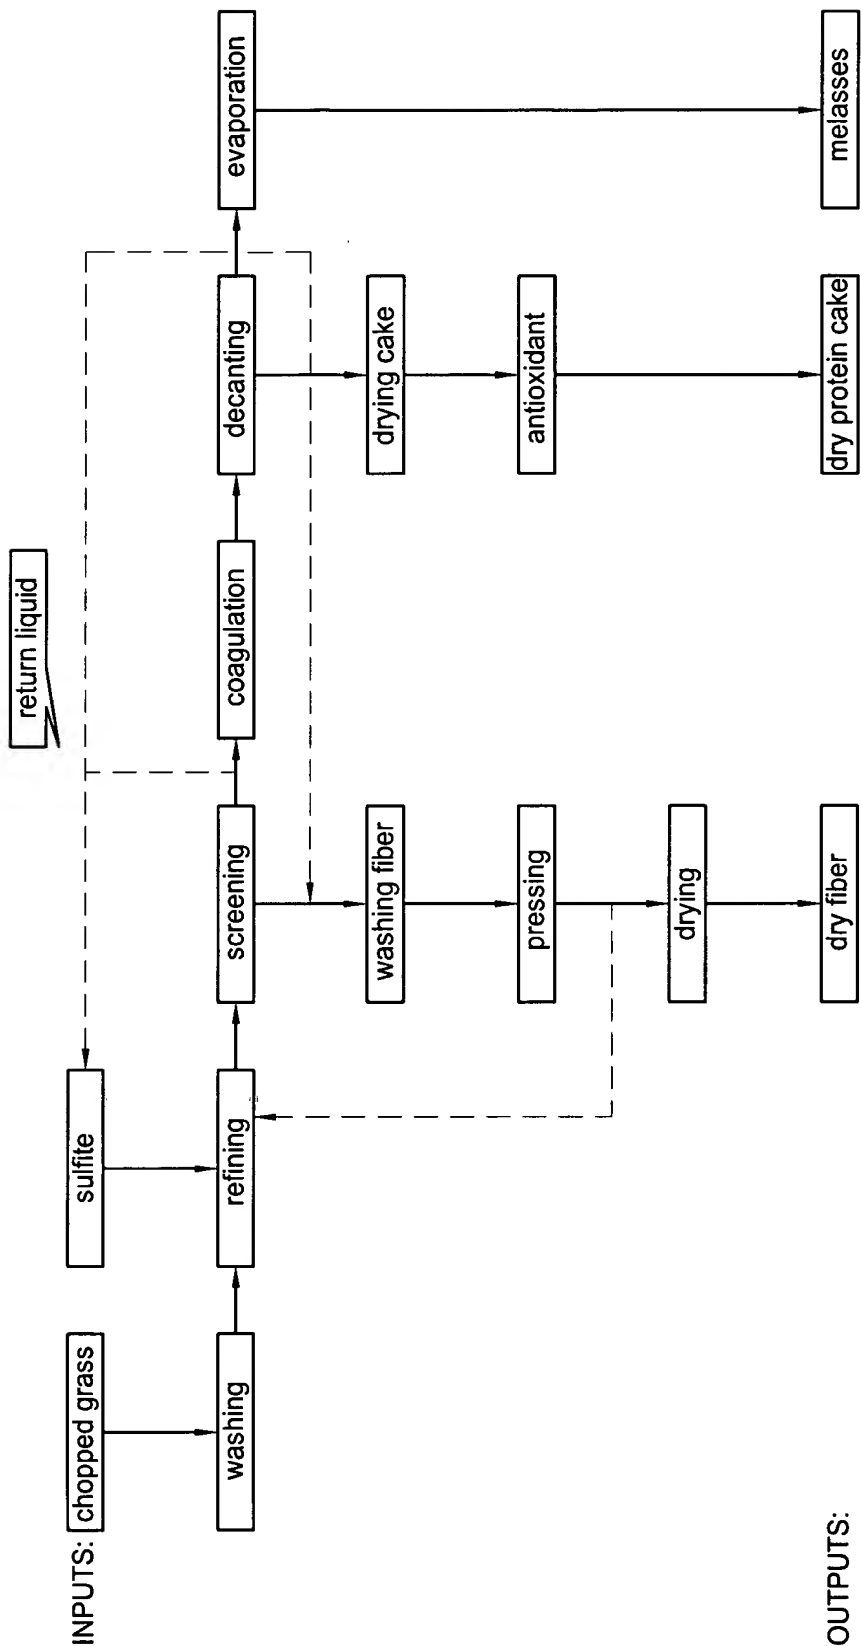 return liquid
INPUTS:
chopped grass
sulfite
washing
refining
screening
coagulation
decanting
evaporation
washing fiber
drying cake
pressing
antioxidant
drying
OUTPUTS:
dry fiber
dry protein cake
melasses